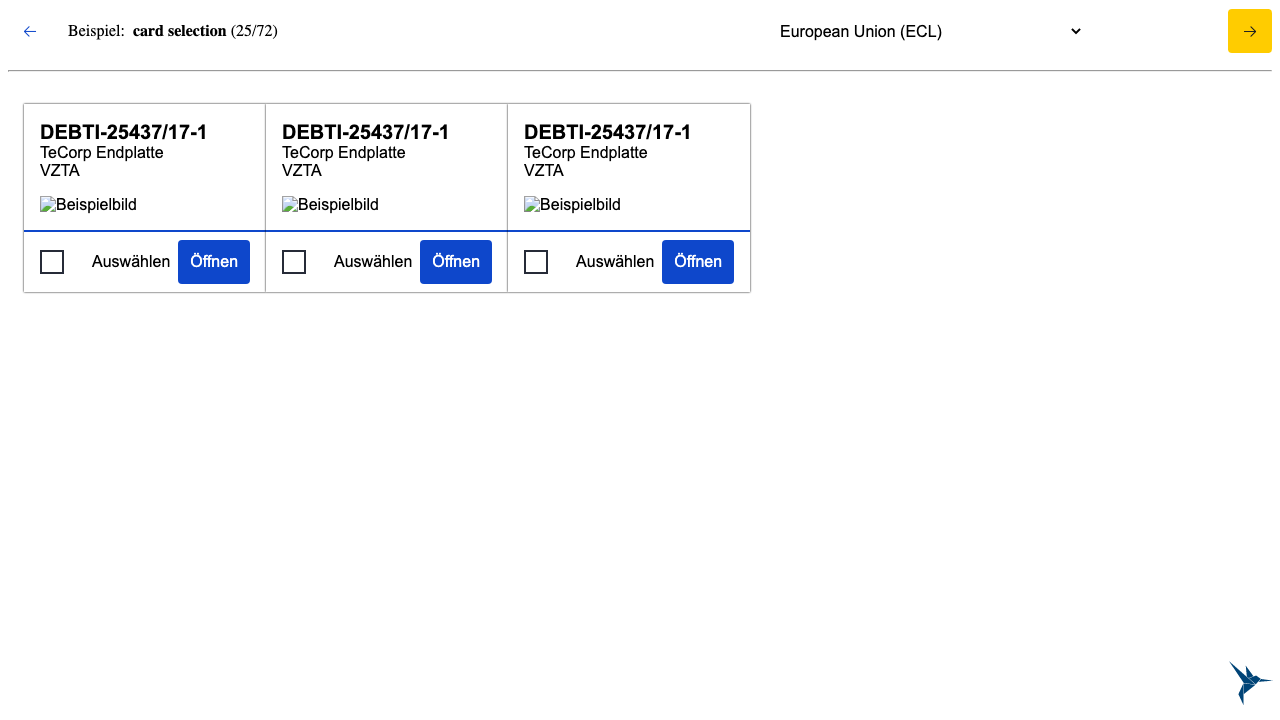 Beispiel: card selection (25/72)
European Union (ECL)
DEBTI-25437/17-1
TeCorp Endplatte
VZTA
Beispielbild
Auswählen Öffnen
DEBTI-25437/17-1
TeCorp Endplatte
VZTA
Beispielbild
Auswählen Öffnen
DEBTI-25437/17-1
TeCorp Endplatte
VZTA
Beispielbild
Auswählen Öffnen